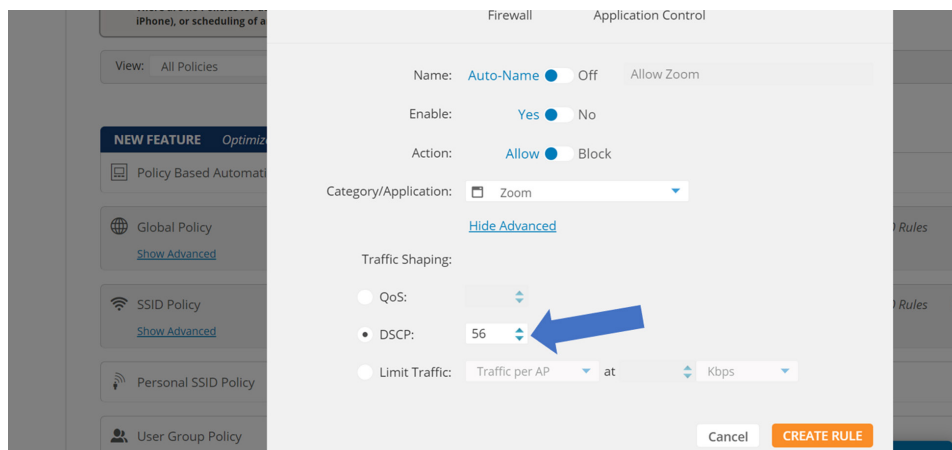 Firewall Application Control
iPhone), or scheduling of a
View: All Policies
Name: Auto-Name Off Allow Zoom
Enable: Yes No
Action: Allow Block
Category/Application: Zoom
Hide Advanced
Traffic Shaping:
QoS:
DSCP: 56
Limit Traffic: Traffic per AP at Kbps
Cancel CREATE RULE
NEW FEATURE Optimiz
Policy Based Automati
Global Policy
Show Advanced
Rules
SSID Policy
Show Advanced
Rules
Personal SSID Policy
User Group Policy